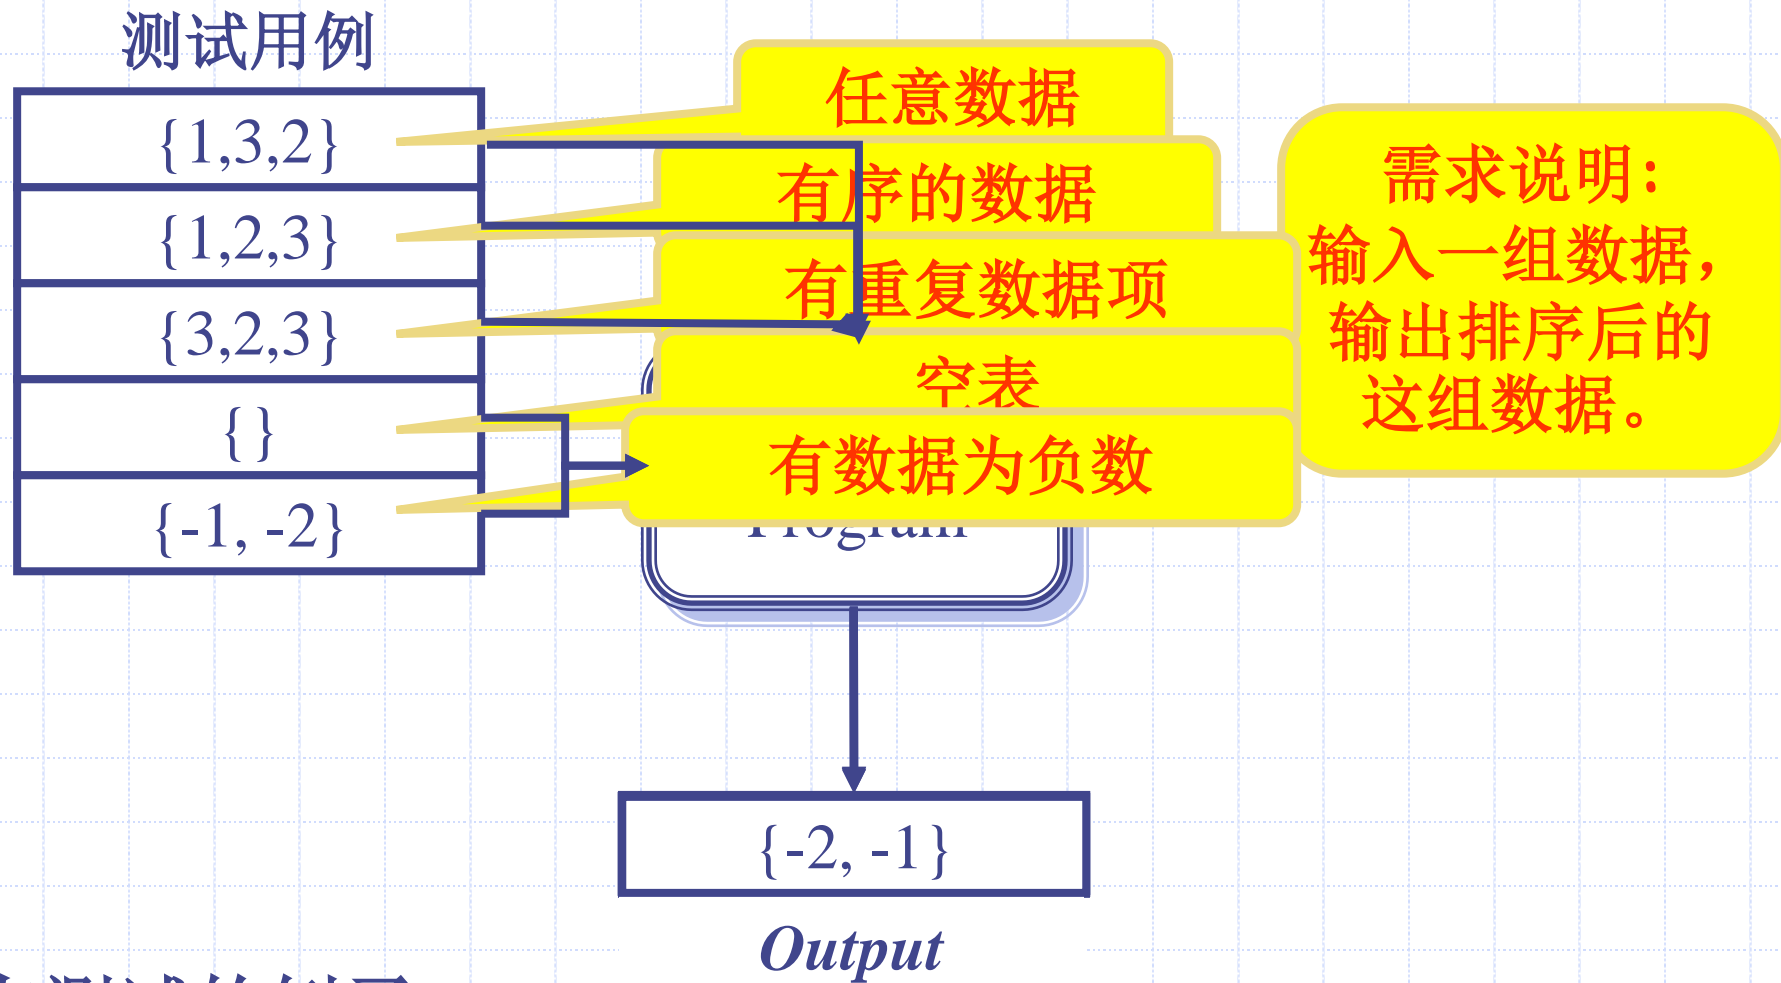 测试用例
{1,3,2}
{1,2,3}
{3,2,3}
{}
{-1, -2}
任意数据
有序的数据
有重复数据项
空表
有数据为负数
Program
需求说明:
输入一组数据,
输出排序后的
这组数据。
{-2, -1}
Output